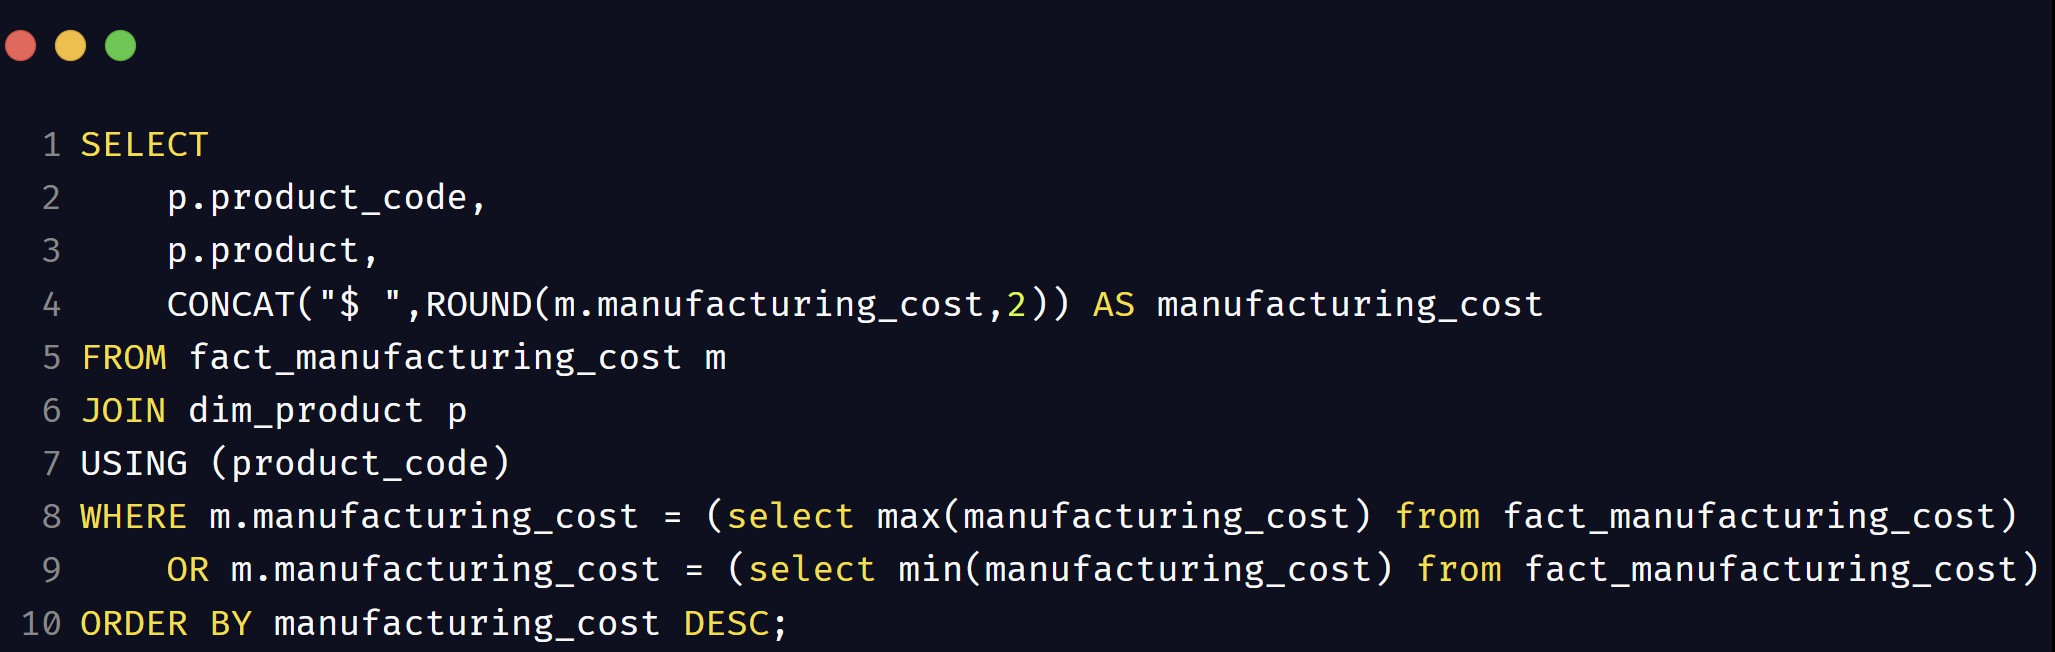 1 SELECT
2     p.product_code,
3     p.product,
4     CONCAT("$ ",ROUND(m.manufacturing_cost,2)) AS manufacturing_cost
5 FROM fact_manufacturing_cost m
6 JOIN dim_product p
7 USING (product_code)
8 WHERE m.manufacturing_cost = (select max(manufacturing_cost) from fact_manufacturing_cost)
9     OR m.manufacturing_cost = (select min(manufacturing_cost) from fact_manufacturing_cost)
10 ORDER BY manufacturing_cost DESC;